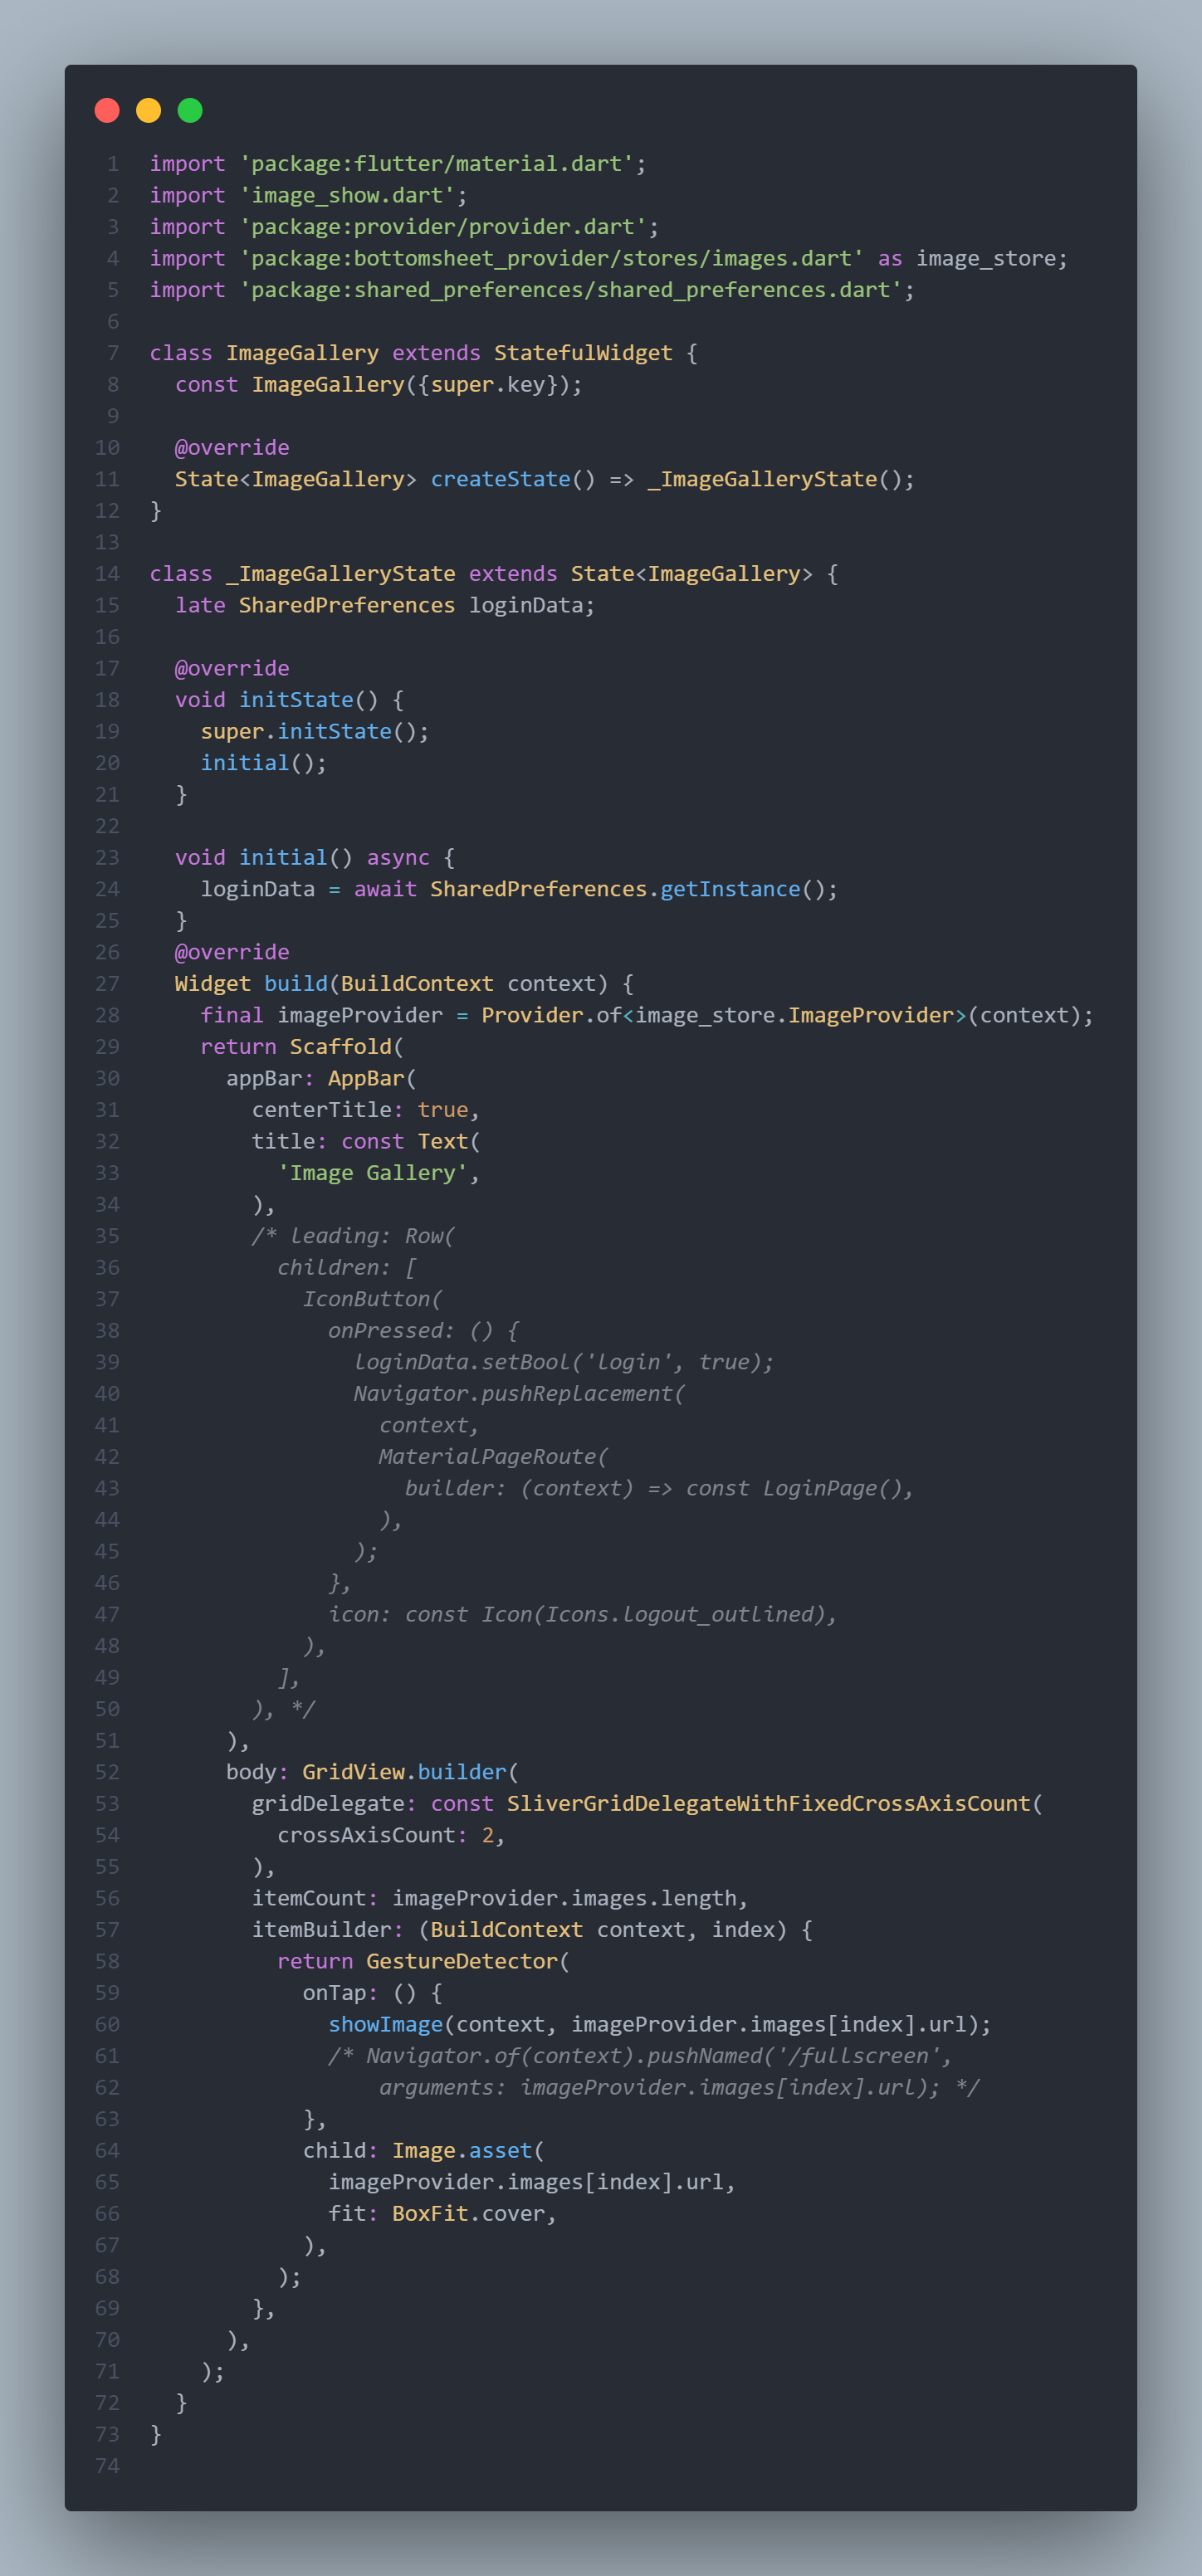 1 import 'package:flutter/material.dart';
2 import 'image_show.dart';
3 import 'package:provider/provider.dart';
4 import 'package:bottomsheet_provider/stores/images.dart' as image_store;
5 import 'package:shared_preferences/shared_preferences.dart';
6
7 class ImageGallery extends StatefulWidget {
8   const ImageGallery({super.key});
9
10   @override
11   State<ImageGallery> createState() => _ImageGalleryState();
12 }
13
14 class _ImageGalleryState extends State<ImageGallery> {
15   late SharedPreferences loginData;
16
17   @override
18   void initState() {
19     super.initState();
20     initial();
21   }
22
23   void initial() async {
24     loginData = await SharedPreferences.getInstance();
25   }
26   @override
27   Widget build(BuildContext context) {
28     final imageProvider = Provider.of<image_store.ImageProvider>(context);
29     return Scaffold(
30       appBar: AppBar(
31         centerTitle: true,
32         title: const Text(
33           'Image Gallery',
34         ),
35         /* leading: Row(
36           children: [
37             IconButton(
38               onPressed: () {
39                 loginData.setBool('login', true);
40                 Navigator.pushReplacement(
41                   context,
42                   MaterialPageRoute(
43                     builder: (context) => const LoginPage(),
44                   ),
45                 );
46               },
47               icon: const Icon(Icons.logout_outlined),
48             ),
49           ],
50         ), */
51       ),
52       body: GridView.builder(
53         gridDelegate: const SliverGridDelegateWithFixedCrossAxisCount(
54           crossAxisCount: 2,
55         ),
56         itemCount: imageProvider.images.length,
57         itemBuilder: (BuildContext context, index) {
58           return GestureDetector(
59             onTap: () {
60               showImage(context, imageProvider.images[index].url);
61               /* Navigator.of(context).pushNamed('/fullscreen',
62                   arguments: imageProvider.images[index].url); */
63             },
64             child: Image.asset(
65               imageProvider.images[index].url,
66               fit: BoxFit.cover,
67             ),
68           );
69         },
70       ),
71     );
72   }
73 }
74